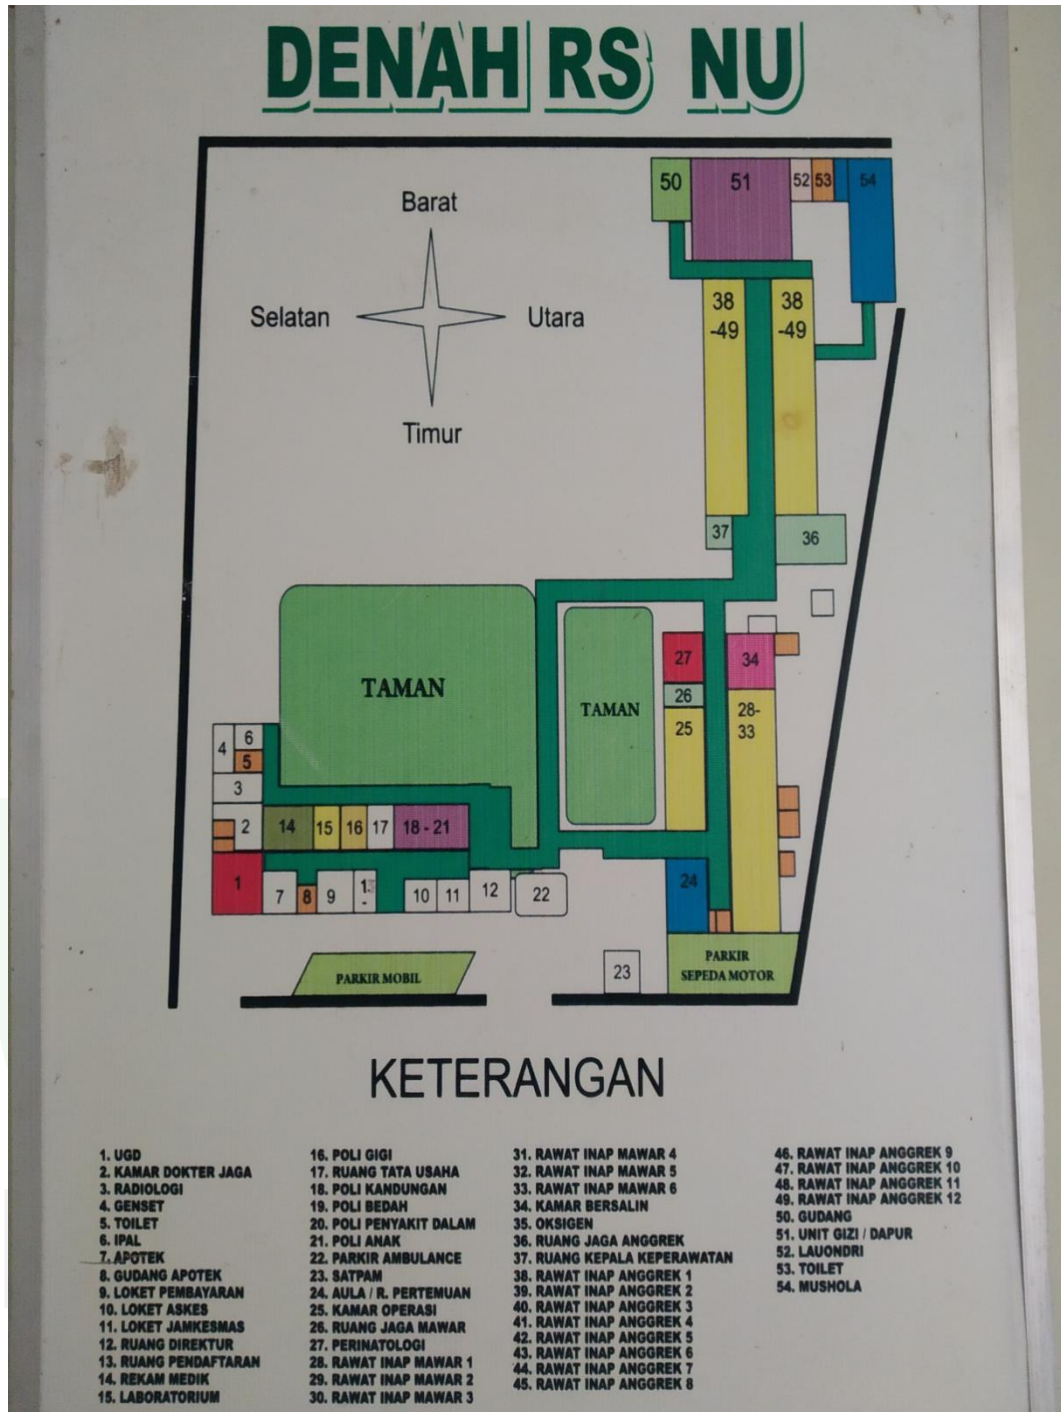 DENAH RS NU
50 51 52 53 54
Barat
Selatan
Utara
Timur
38
-49
38
-49
37
36
TAMAN
TAMAN
27
34
26
25
28-
33
4 6
5
3
2
14 15 16 17 18 - 21
1
7 8 9 10 11 12 22
24
23
PARKIR MOBIL
PARKIR
SEPEDA MOTOR
KETERANGAN
1. UGD
2. KAMAR DOKTER JAGA
3. RADIOLOGI
4. GENSET
5. TOILET
6. IPAL
7. APOTEK
8. GUDANG APOTEK
9. LOKET PEMBAYARAN
10. LOKET ASKES
11. LOKET JAMKESMAS
12. RUANG DIREKTUR
13. RUANG PENDAFTARAN
14. REKAM MEDIK
15. LABORATORIUM
16. POLI GIGI
17. RUANG TATA USAHA
18. POLI KANDUNGAN
19. POLI BEDAH
20. POLI PENYAKIT DALAM
21. POLI ANAK
22. PARKIR AMBULANCE
23. SATPAM
24. AULA / R. PERTEMUAN
25. KAMAR OPERASI
26. RUANG JAGA MAWAR
27. PERINATOLOGI
28. RAWAT INAP MAWAR 1
29. RAWAT INAP MAWAR 2
30. RAWAT INAP MAWAR 3
31. RAWAT INAP MAWAR 4
32. RAWAT INAP MAWAR 5
33. RAWAT INAP MAWAR 6
34. KAMAR BERSALIN
35. OKSIGEN
36. RUANG JAGA ANGGREK
37. RUANG KEPALA KEPERAWATAN
38. RAWAT INAP ANGGREK 1
39. RAWAT INAP ANGGREK 2
40. RAWAT INAP ANGGREK 3
41. RAWAT INAP ANGGREK 4
42. RAWAT INAP ANGGREK 5
43. RAWAT INAP ANGGREK 6
44. RAWAT INAP ANGGREK 7
45. RAWAT INAP ANGGREK 8
46. RAWAT INAP ANGGREK 9
47. RAWAT INAP ANGGREK 10
48. RAWAT INAP ANGGREK 11
49. RAWAT INAP ANGGREK 12
50. GUDANG
51. UNIT GIZI / DAPUR
52. LAUONDRI
53. TOILET
54. MUSHOLA